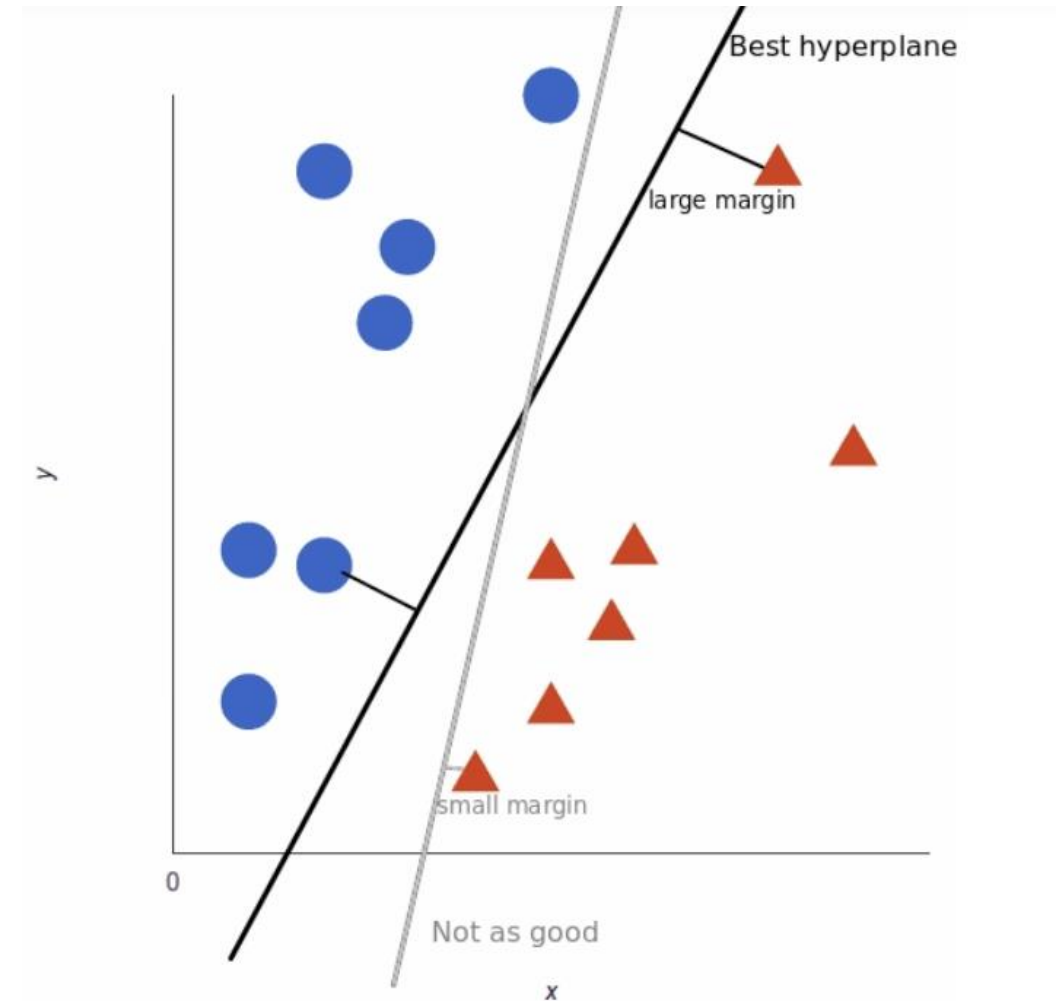 Best hyperplane
large margin
y
small margin
0
Not as good
x